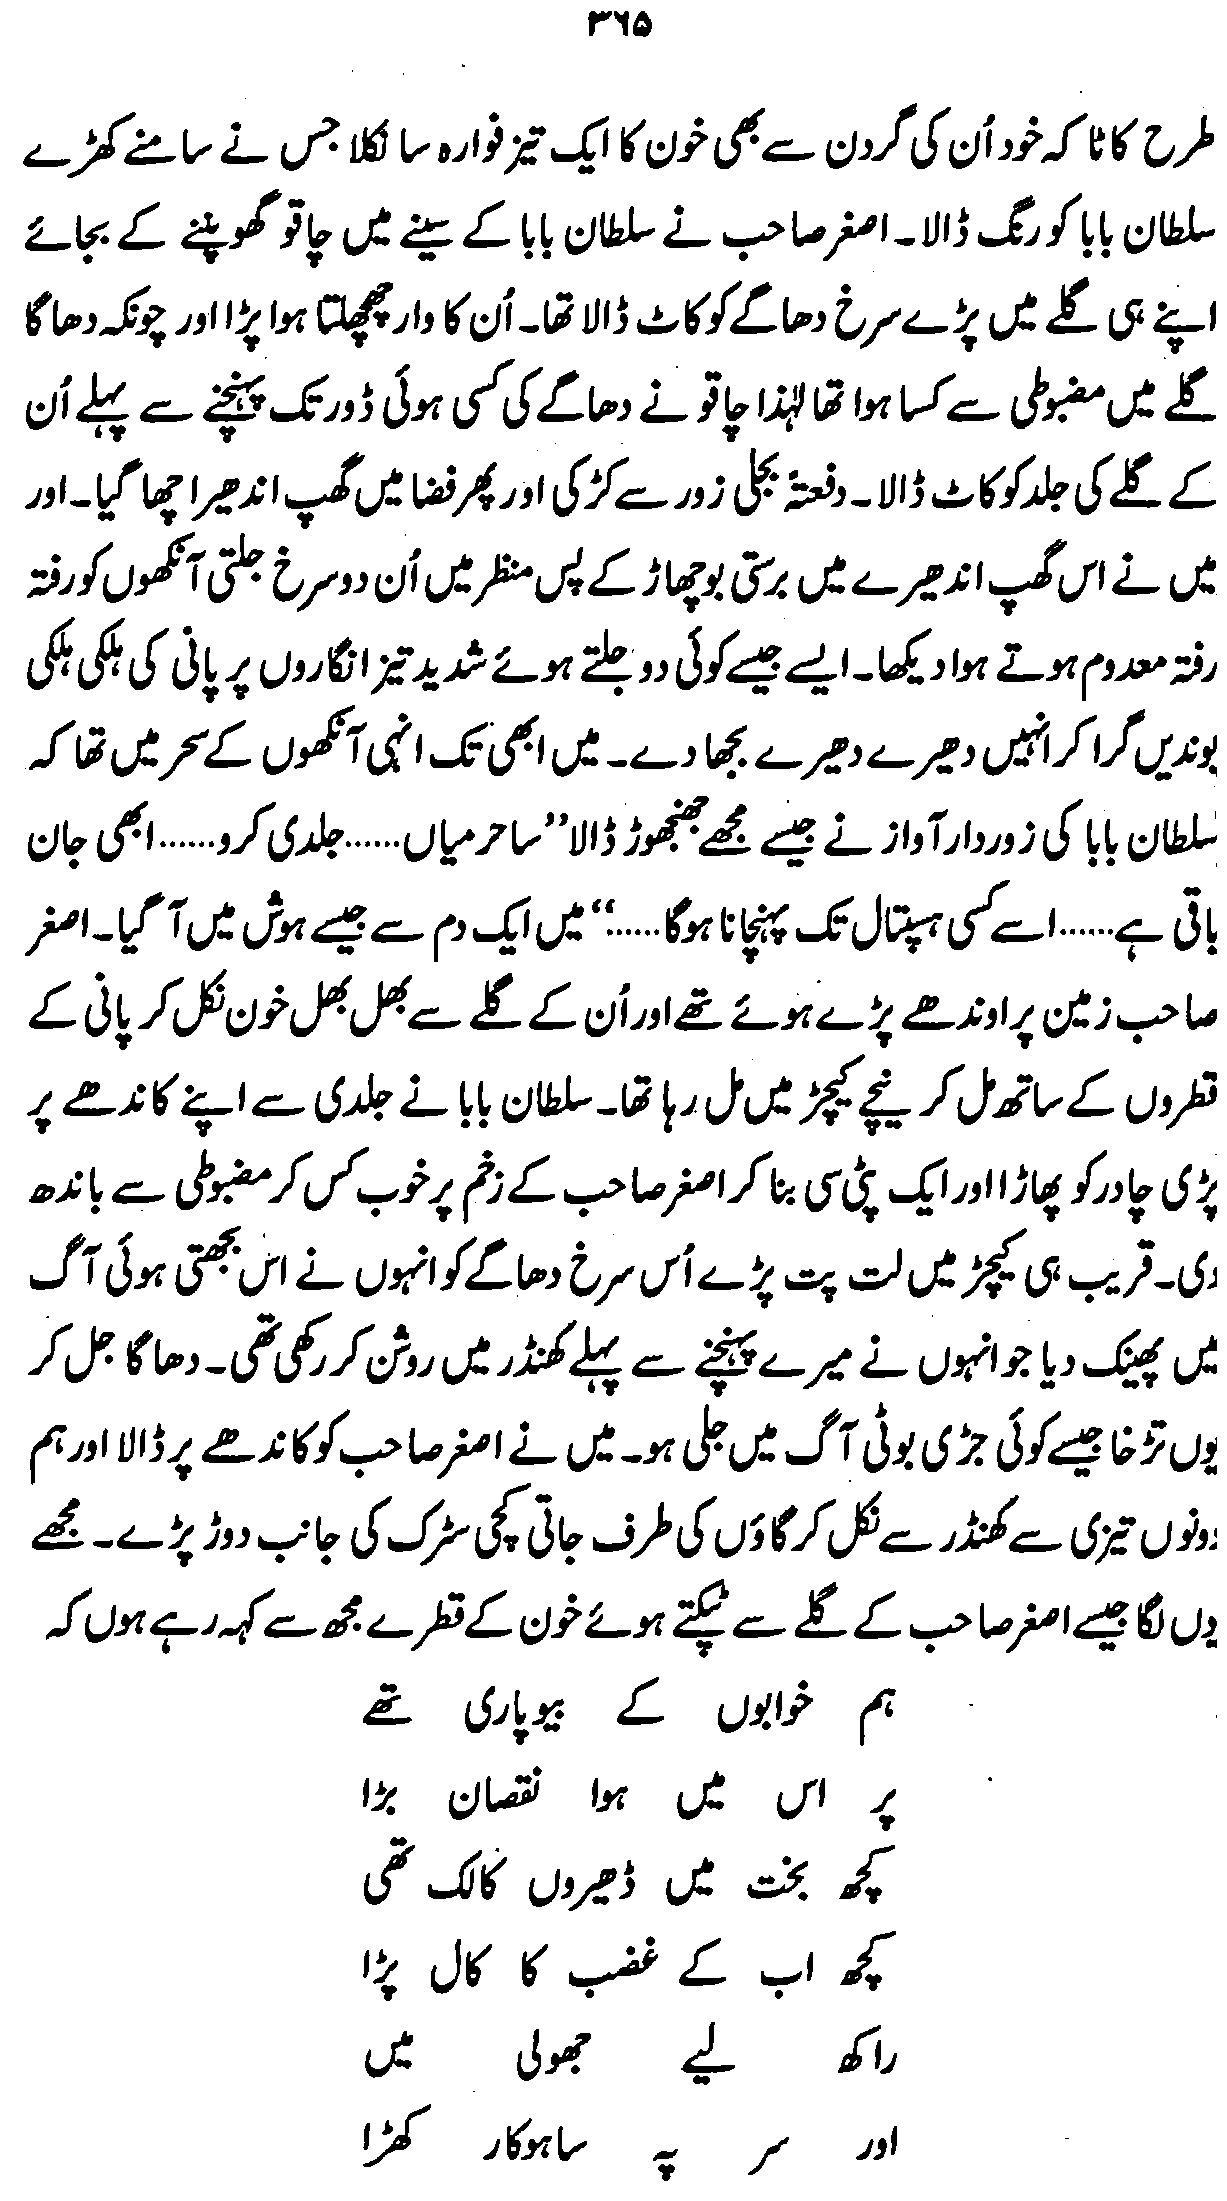 ۳۶۵
طرح کاٹا کہ خود اُن کی گردن سے بھی خون کا ایک تیز فوارہ سا نکلا جس نے سامنے کھڑے
سلطان بابا کو رنگ ڈالا۔ اصغر صاحب نے سلطان بابا کے سینے میں چاقو گھونپنے کے بجائے
اپنے ہی گلے میں پڑے سرخ دھاگے کو کاٹ ڈالا تھا۔ اُن کا وار چھچھلتا ہوا پڑا اور چونکہ دھاگا
گلے میں مضبوطی سے کسا ہوا تھا لہٰذا چاقو نے دھاگے کی کسی ہوئی ڈور تک پہنچنے سے پہلے اُن
کے گلے کی جلد کو کاٹ ڈالا۔ دفعتہً بجلی زور سے کڑکی اور پھر فضا میں گھپ اندھیرا چھا گیا۔ اور
میں نے اس گھپ اندھیرے میں برستی بوچھاڑ کے پس منظر میں اُن دو سرخ جلتی آنکھوں کو رفتہ
رفتہ معدوم ہوتے ہوا دیکھا۔ ایسے جیسے کوئی دو جلتے ہوئے شدید تیز انگاروں پر پانی کی ہلکی ہلکی
بوندیں گرا کر انہیں دھیرے دھیرے بجھا دے۔ میں ابھی تک انہی آنکھوں کے سحر میں تھا کہ
سلطان بابا کی زور دار آواز نے جیسے مجھے جھنجھوڑ ڈالا ”ساحر میاں......جلدی کرو......ابھی جان
باقی ہے......اسے کسی ہسپتال تک پہنچانا ہوگا......“ میں ایک دم سے جیسے ہوش میں آ گیا۔ اصغر
صاحب زمین پر اوندھے پڑے ہوئے تھے اور اُن کے گلے سے بھل بھل خون نکل کر پانی کے
قطروں کے ساتھ مل کر نیچے کیچڑ میں مل رہا تھا۔ سلطان بابا نے جلدی سے اپنے کاندھے پر
پڑی چادر کو پھاڑا اور ایک پٹی سی بنا کر اصغر صاحب کے زخم پر خوب کس کر مضبوطی سے باندھ
دی۔ قریب ہی کیچڑ میں لت پت پڑے اُس سرخ دھاگے کو انہوں نے اس بجھتی ہوئی آگ
میں پھینک دیا جو انہوں نے میرے پہنچنے سے پہلے کھنڈر میں روشن کر رکھی تھی۔ دھاگا جل کر
یوں تڑخا جیسے کوئی جڑی بوٹی آگ میں جلی ہو۔ میں نے اصغر صاحب کو کاندھے پر ڈالا اور ہم
دونوں تیزی سے کھنڈر سے نکل کر گاؤں کی طرف جاتی کچی سڑک کی جانب دوڑ پڑے۔ مجھے
یوں لگا جیسے اصغر صاحب کے گلے سے ٹپکتے ہوئے خون کے قطرے مجھ سے کہہ رہے ہوں کہ
ہم خوابوں کے بیوپاری تھے
پر اس میں ہوا نقصان بڑا
کچھ بخت میں ڈھیروں کالک تھی
کچھ اب کے غضب کا کال پڑا
راکھ لیے جھولی میں
اور سر پہ ساہوکار کھڑا